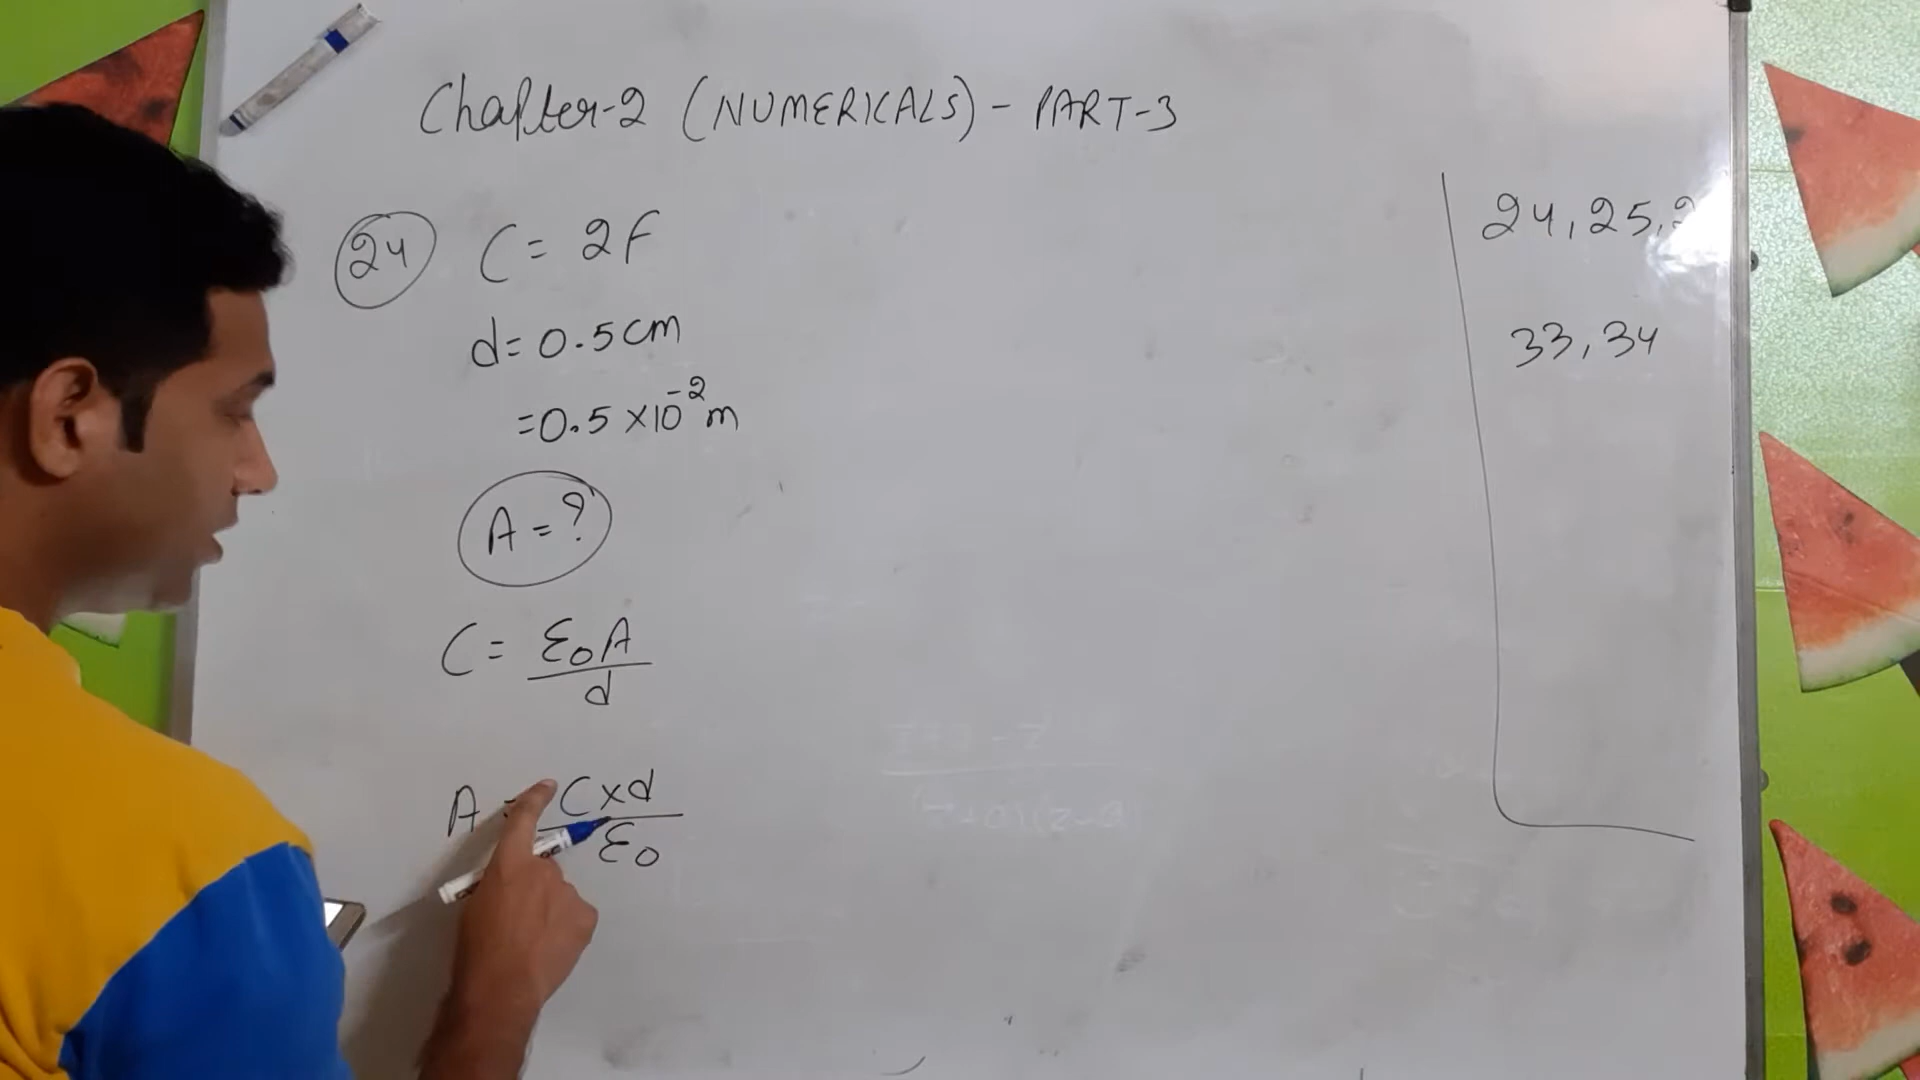 Chapter-2 (NUMERICALS) - PART-3
24 C = 2F
d = 0.5 cm
= 0.5 × 10⁻² m
A = ?
C = ε₀A
d
A = C×d
ε₀
24, 25,
33, 34